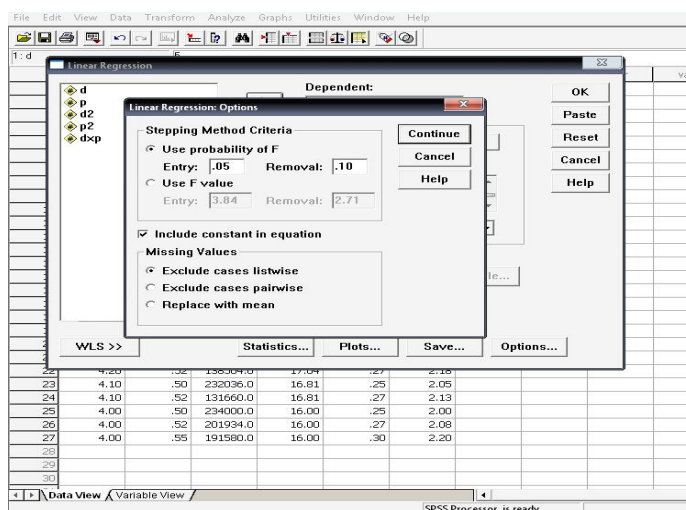 File Edit View Data Transform Analyze Graphs Utilities Window Help
1 : d
Linear Regression
d
p
d2
p2
dxp
Dependent:
OK
Paste
Reset
Cancel
Help
Linear Regression: Options
Stepping Method Criteria
Use probability of F
Entry: .05 Removal: .10
Use F value
Entry: 3.84 Removal: 2.71
Include constant in equation
Missing Values
Exclude cases listwise
Exclude cases pairwise
Replace with mean
Continue
Cancel
Help
WLS >> Statistics... Plots... Save... Options...
23 4.10 .50 232036.0 16.81 .25 2.05
24 4.10 .52 131660.0 16.81 .27 2.13
25 4.00 .50 234000.0 16.00 .25 2.00
26 4.00 .52 201934.0 16.00 .27 2.08
27 4.00 .55 191580.0 16.00 .30 2.20
28
29
30
Data View Variable View
SPSS Processor is ready